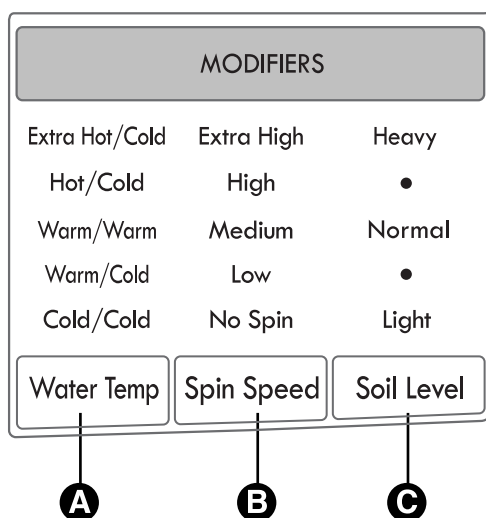 MODIFIERS
Extra Hot/Cold Extra High Heavy
Hot/Cold High •
Warm/Warm Medium Normal
Warm/Cold Low •
Cold/Cold No Spin Light
Water Temp Spin Speed Soil Level
A B C